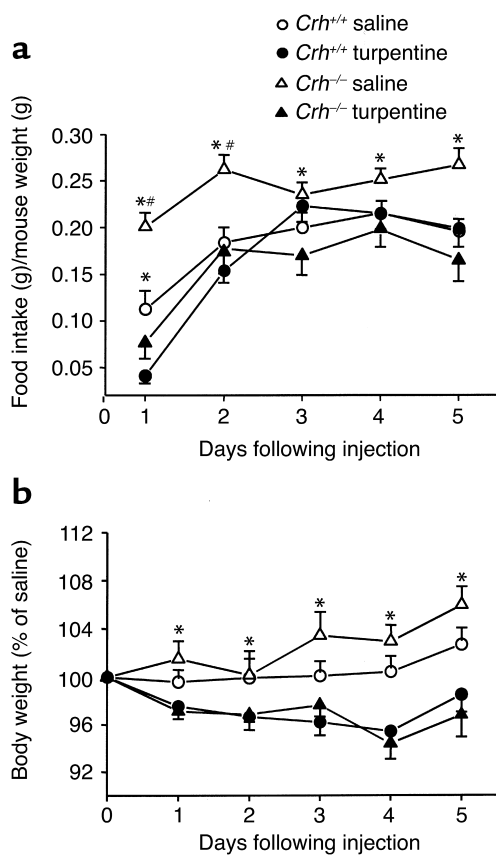 a
Crh+/+ saline
Crh+/+ turpentine
Crh−/− saline
Crh−/− turpentine
Food intake (g)/mouse weight (g)
0.30
0.25
0.20
0.15
0.10
0.05
*#
*
* #
*
*
*
0 1 2 3 4 5
Days following injection
b
Body weight (% of saline)
112
108
104
100
96
92
*
*
*
*
*
0 1 2 3 4 5
Days following injection